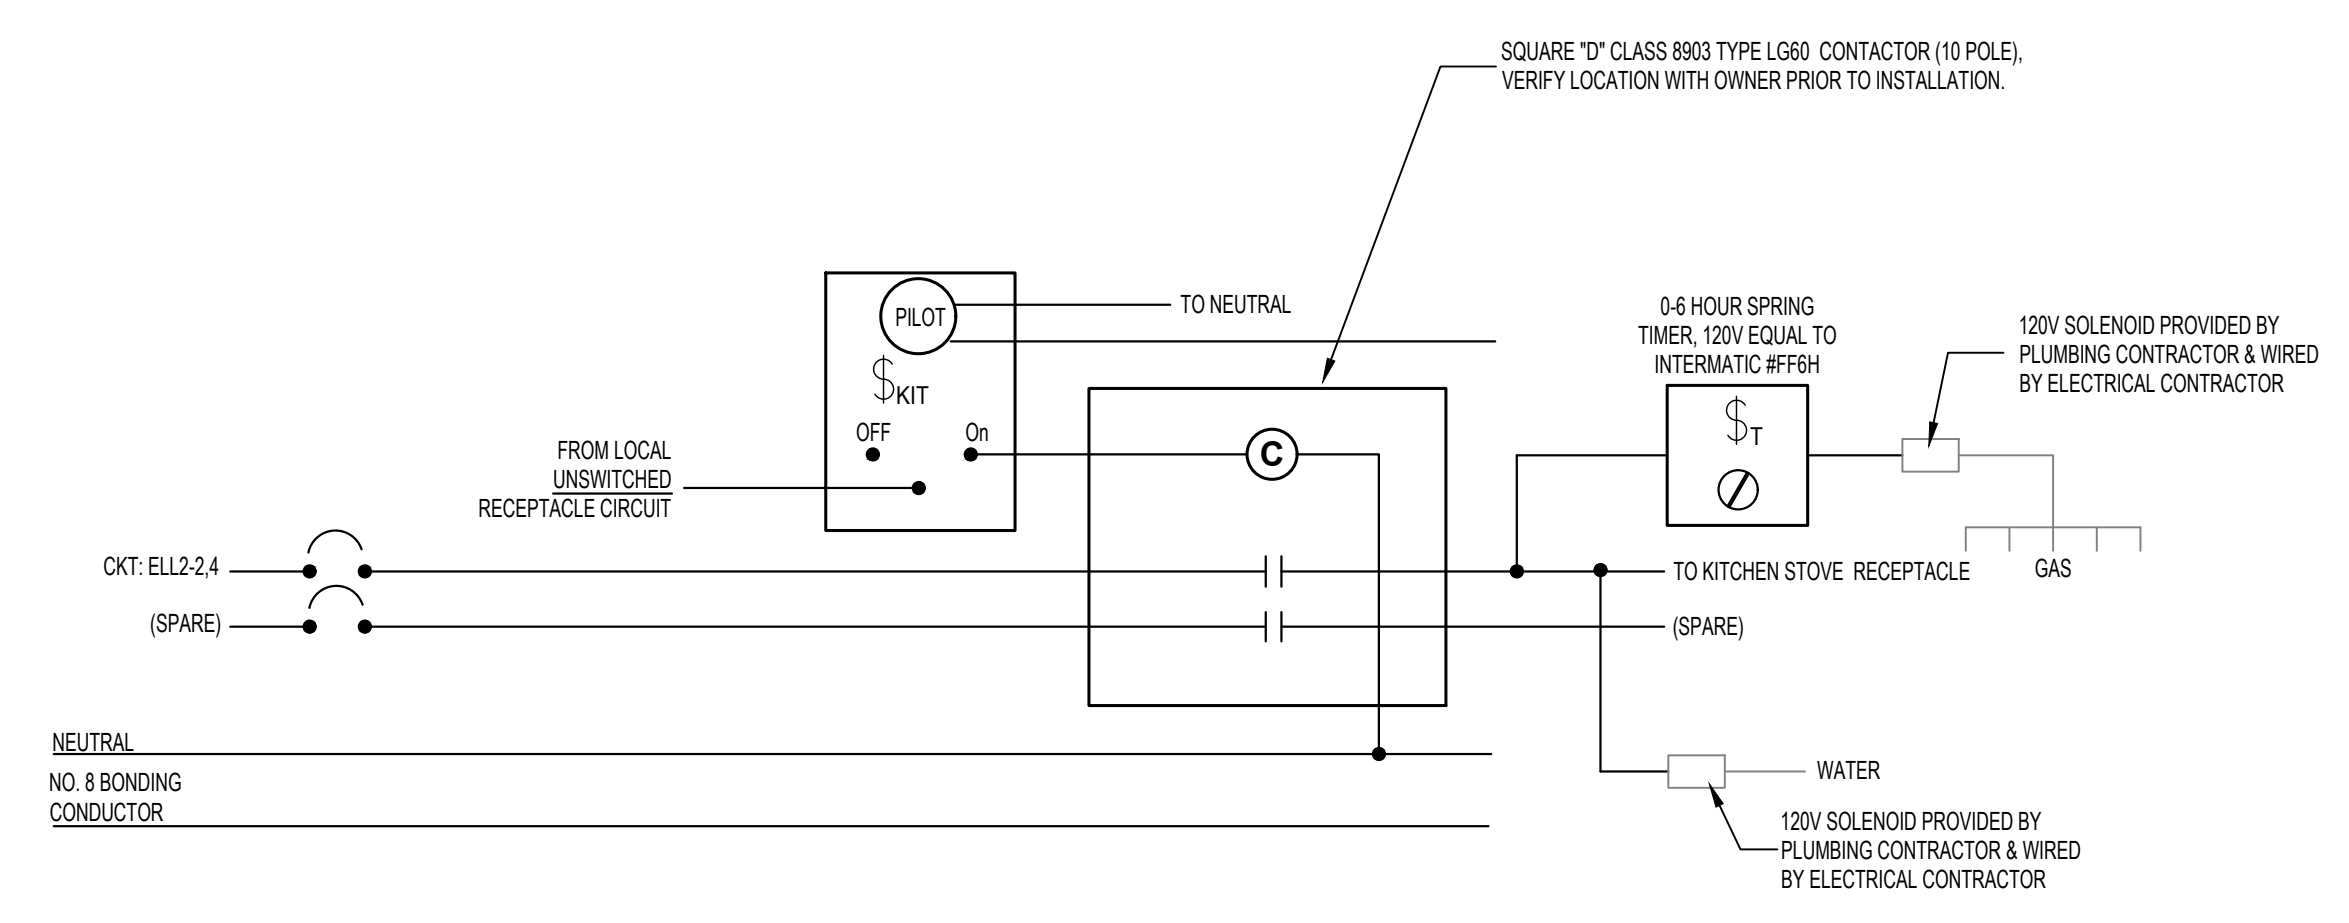 SQUARE "D" CLASS 8903 TYPE LG60 CONTACTOR (10 POLE),
VERIFY LOCATION WITH OWNER PRIOR TO INSTALLATION.
PILOT
TO NEUTRAL
$KIT
OFF
On
FROM LOCAL
UNSWITCHED
RECEPTACLE CIRCUIT
C
0-6 HOUR SPRING
TIMER, 120V EQUAL TO
INTERMATIC #FF6H
$T
120V SOLENOID PROVIDED BY
PLUMBING CONTRACTOR & WIRED
BY ELECTRICAL CONTRACTOR
CKT: ELL2-2,4
TO KITCHEN STOVE RECEPTACLE
GAS
(SPARE)
(SPARE)
NEUTRAL
NO. 8 BONDING
CONDUCTOR
WATER
120V SOLENOID PROVIDED BY
PLUMBING CONTRACTOR & WIRED
BY ELECTRICAL CONTRACTOR